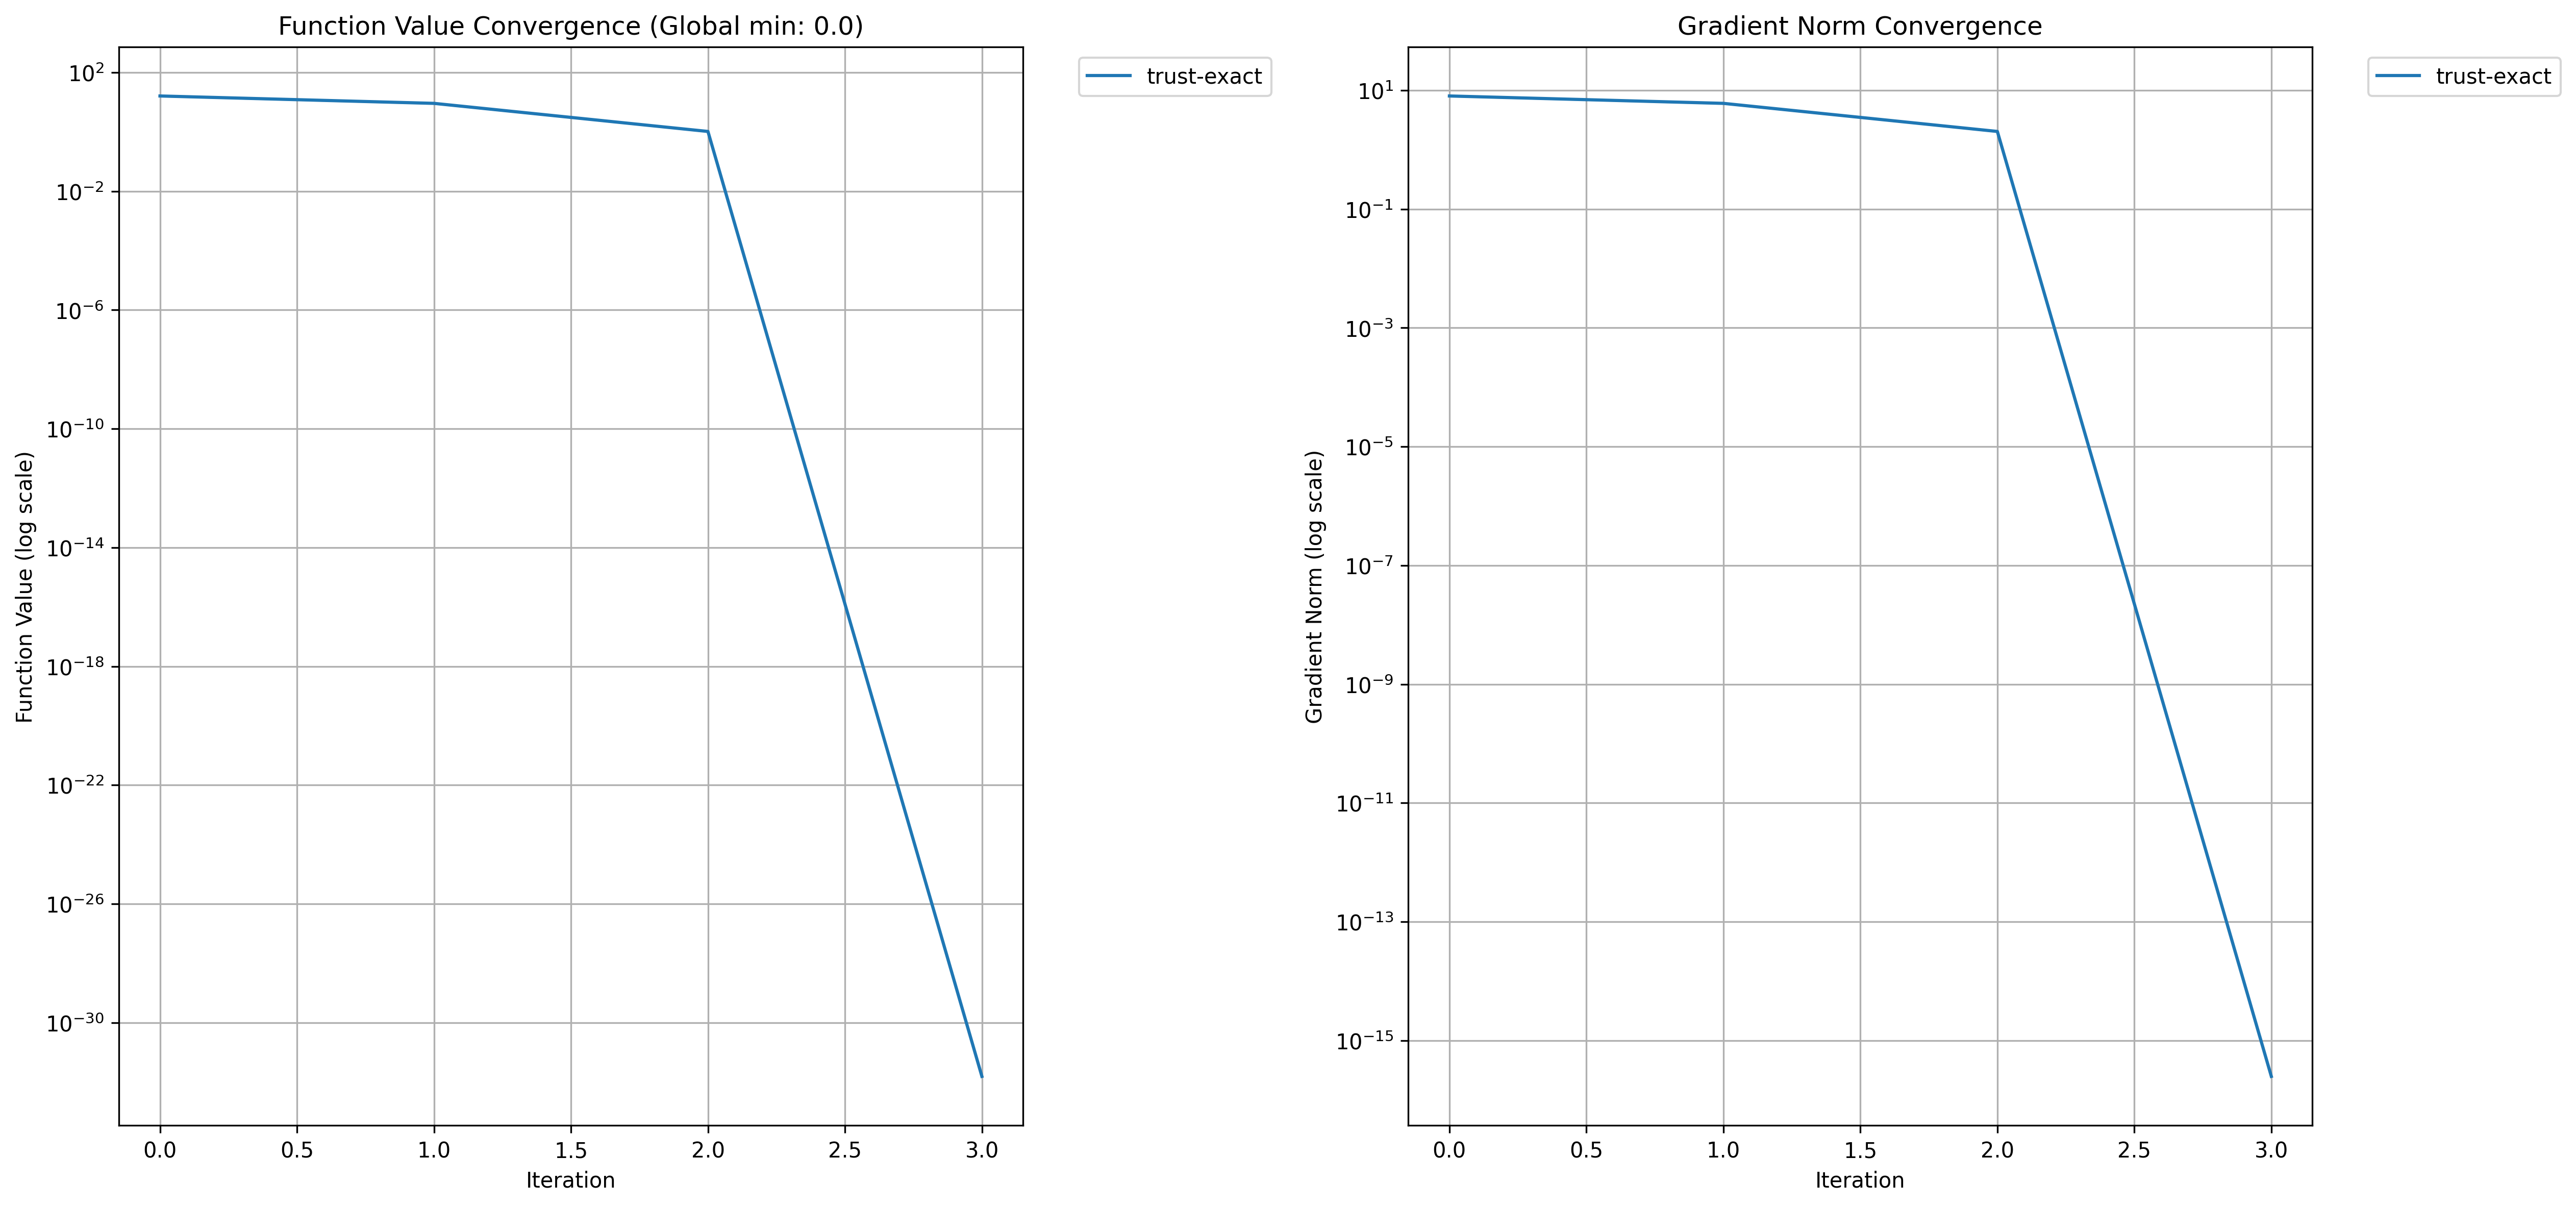 Function Value Convergence (Global min: 0.0)
trust-exact
Function Value (log scale)
10²
10⁻²
10⁻⁶
10⁻¹⁰
10⁻¹⁴
10⁻¹⁸
10⁻²²
10⁻²⁶
10⁻³⁰
0.0 0.5 1.0 1.5 2.0 2.5 3.0
Iteration
Gradient Norm Convergence
trust-exact
Gradient Norm (log scale)
10¹
10⁻¹
10⁻³
10⁻⁵
10⁻⁷
10⁻⁹
10⁻¹¹
10⁻¹³
10⁻¹⁵
0.0 0.5 1.0 1.5 2.0 2.5 3.0
Iteration